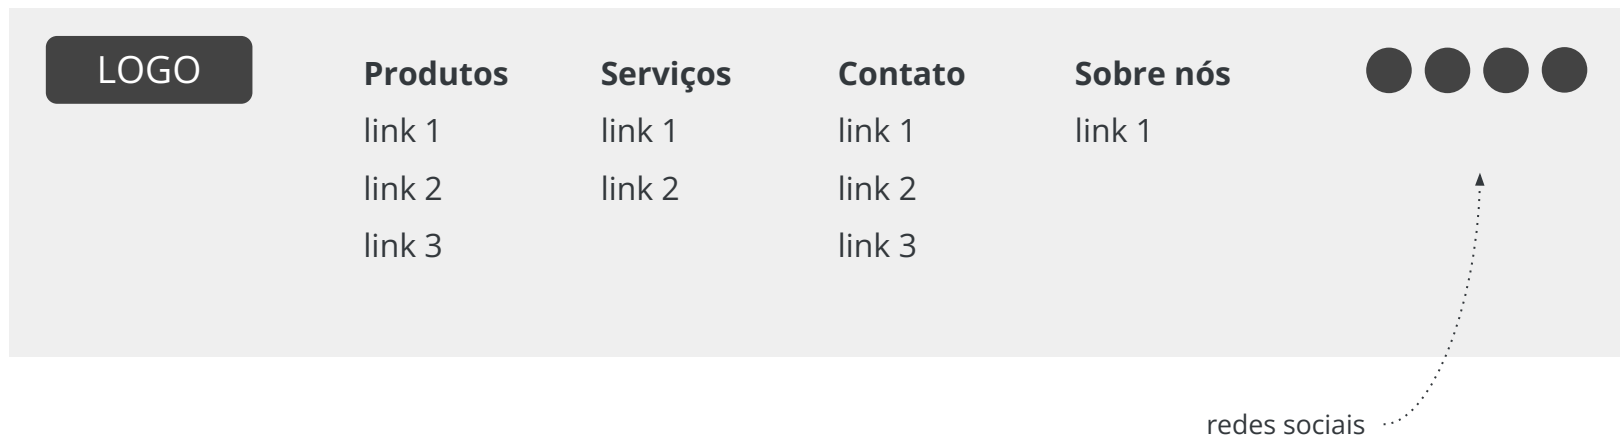 LOGO
Produtos
link 1
link 2
link 3
Serviços
link 1
link 2
Contato
link 1
link 2
link 3
Sobre nós
link 1
redes sociais